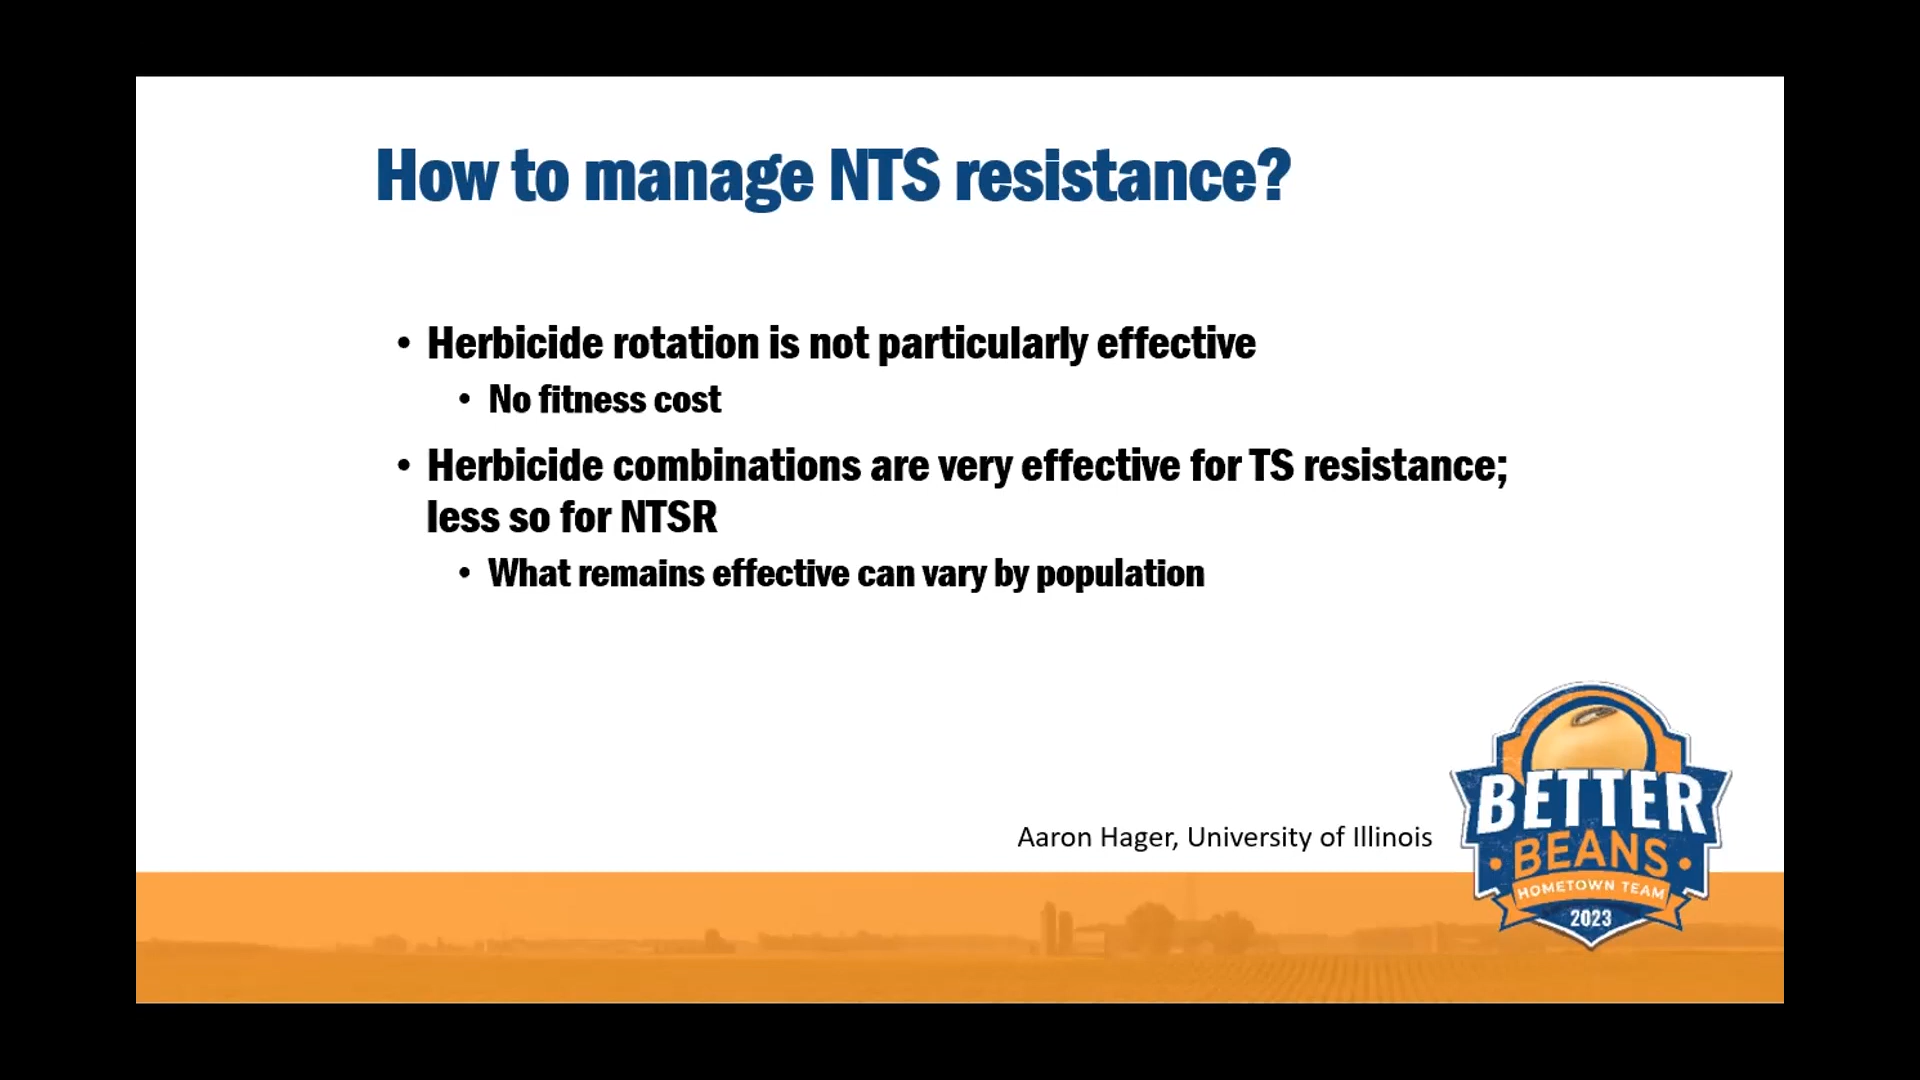 How to manage NTS resistance?
• Herbicide rotation is not particularly effective
• No fitness cost
• Herbicide combinations are very effective for TS resistance;
less so for NTSR
• What remains effective can vary by population
Aaron Hager, University of Illinois
BETTER
• BEANS •
HOMETOWN TEAM
2023